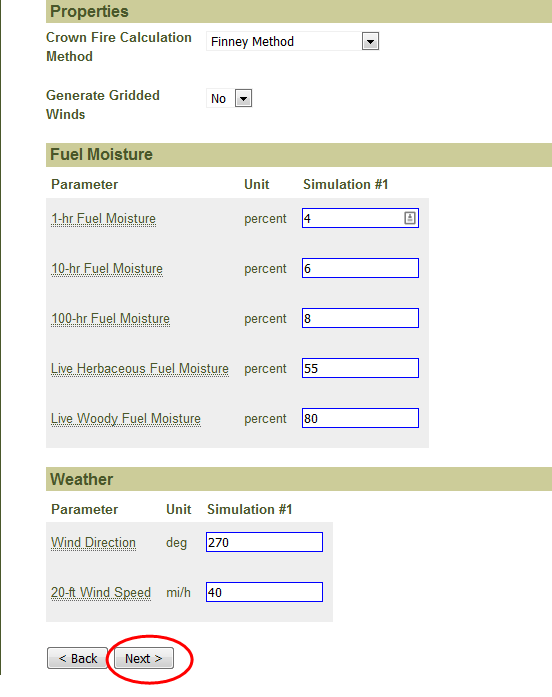 Properties
Crown Fire Calculation Finney Method
Method
Generate Gridded No
Winds
Fuel Moisture
Parameter Unit Simulation #1
1-hr Fuel Moisture percent 4
10-hr Fuel Moisture percent 6
100-hr Fuel Moisture percent 8
Live Herbaceous Fuel Moisture percent 55
Live Woody Fuel Moisture percent 80
Weather
Parameter Unit Simulation #1
Wind Direction deg 270
20-ft Wind Speed mi/h 40
< Back Next >